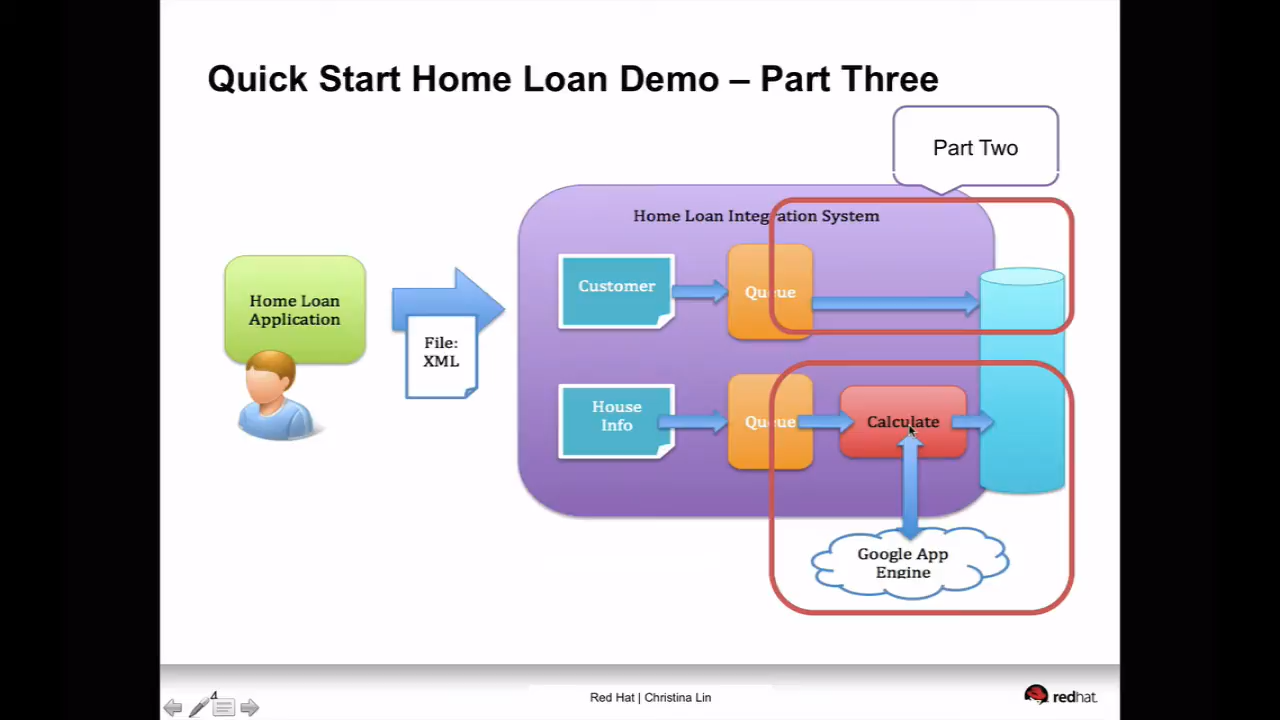 Quick Start Home Loan Demo – Part Three
Part Two
Home Loan Integration System
Home Loan
Application
File:
XML
Customer
Queue
House
Info
Queue
Calculate
Google App
Engine
4
Red Hat | Christina Lin
redhat.